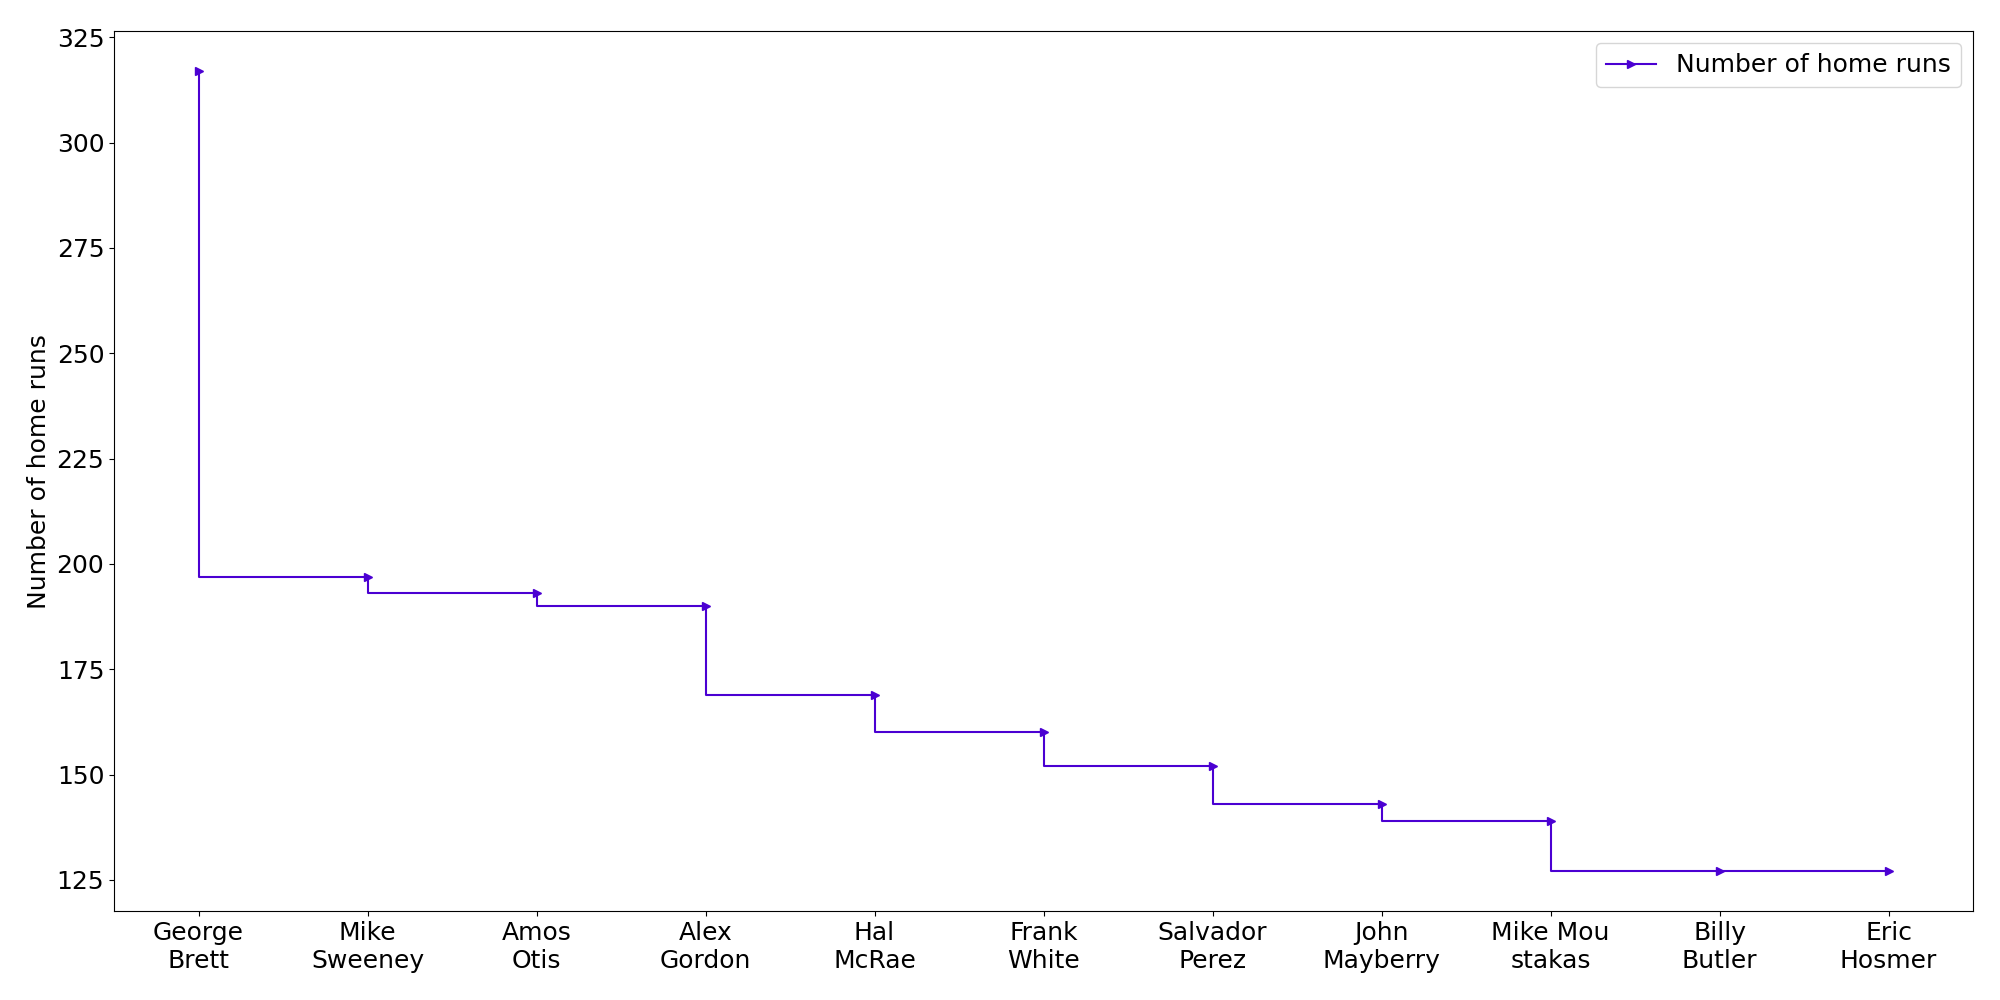 Number of home runs
Number of home runs
325
300
275
250
225
200
175
150
125
George Brett
Mike Sweeney
Amos Otis
Alex Gordon
Hal McRae
Frank White
Salvador Perez
John Mayberry
Mike Mou
stakas
Billy Butler
Eric Hosmer